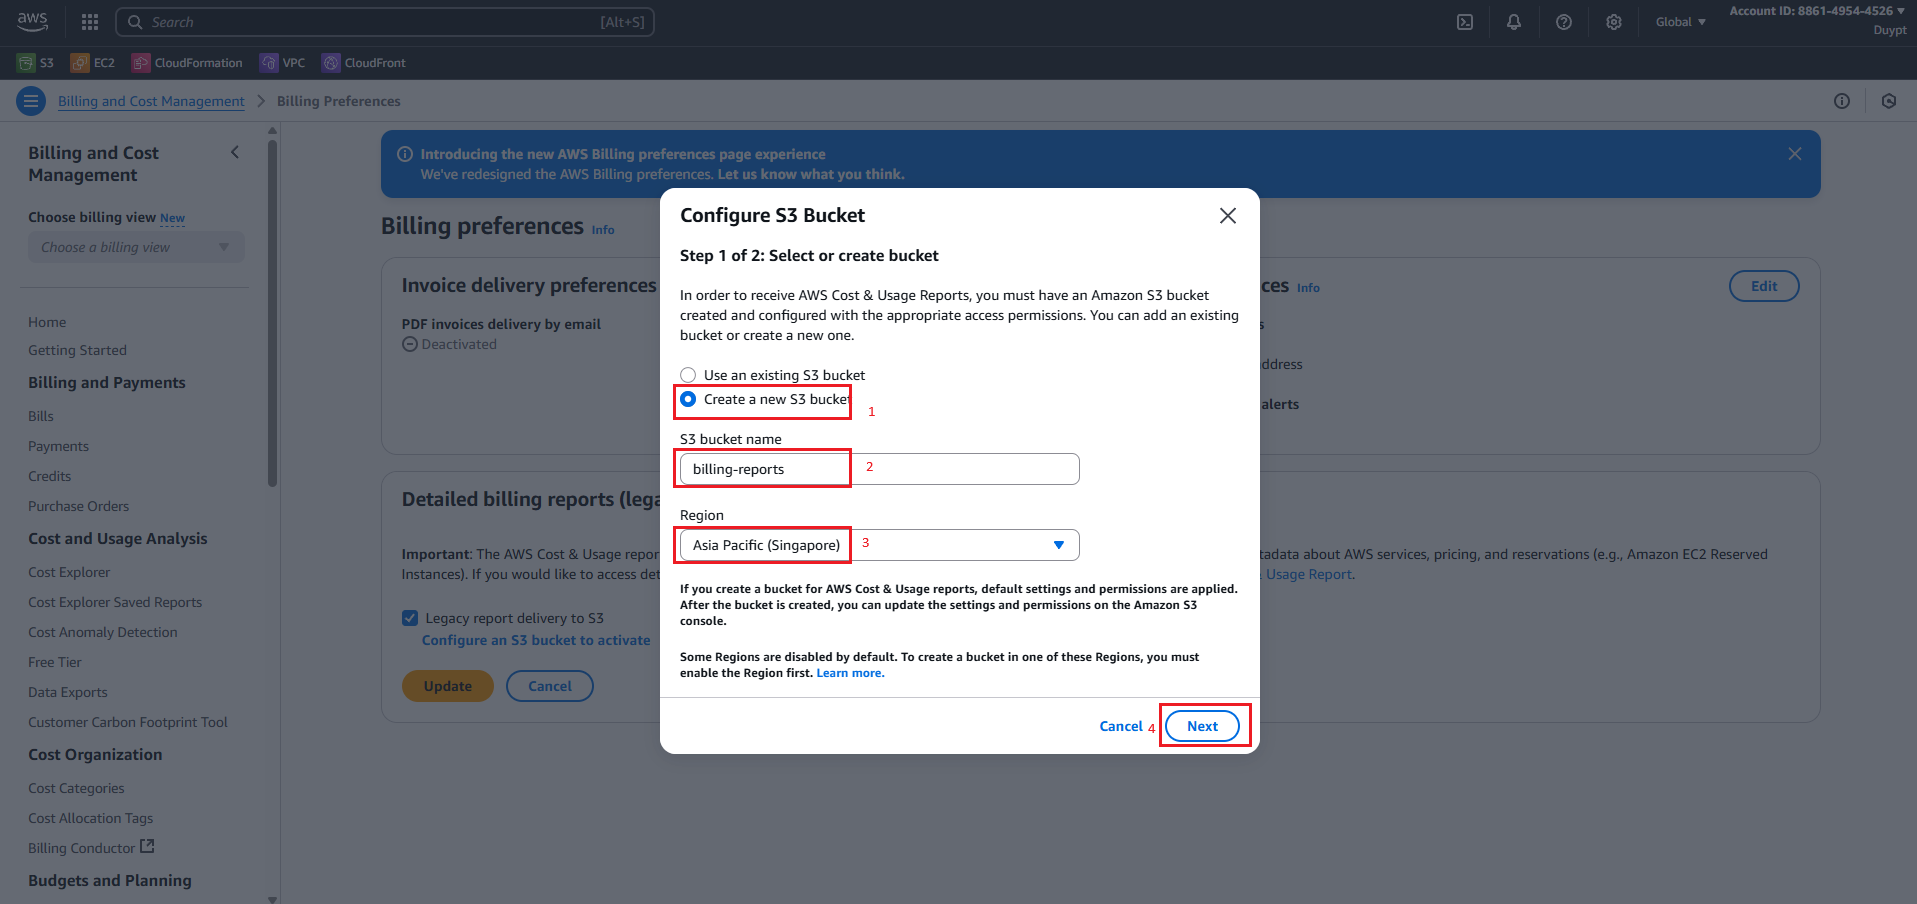 aws
Search
[Alt+S]
Global
Account ID: 8861-4954-4526
Duypt
S3
EC2
CloudFormation
VPC
CloudFront
Billing and Cost Management
Billing Preferences
Billing and Cost
Management
Choose billing view New
Choose a billing view
Home
Getting Started
Billing and Payments
Bills
Payments
Credits
Purchase Orders
Cost and Usage Analysis
Cost Explorer
Cost Explorer Saved Reports
Cost Anomaly Detection
Free Tier
Data Exports
Customer Carbon Footprint Tool
Cost Organization
Cost Categories
Cost Allocation Tags
Billing Conductor
Budgets and Planning
Introducing the new AWS Billing preferences page experience
We've redesigned the AWS Billing preferences. Let us know what you think.
Billing preferences Info
Invoice delivery preferences
PDF invoices delivery by email
Deactivated
ces Info
Edit
s
ddress
alerts
Detailed billing reports (lega
Important: The AWS Cost & Usage repor
tadata about AWS services, pricing, and reservations (e.g., Amazon EC2 Reserved
Instances). If you would like to access det
Usage Report.
Legacy report delivery to S3
Configure an S3 bucket to activate
Update
Cancel
Configure S3 Bucket
Step 1 of 2: Select or create bucket
In order to receive AWS Cost & Usage Reports, you must have an Amazon S3 bucket
created and configured with the appropriate access permissions. You can add an existing
bucket or create a new one.
Use an existing S3 bucket
Create a new S3 bucket
1
S3 bucket name
billing-reports
2
Region
Asia Pacific (Singapore)
3
If you create a bucket for AWS Cost & Usage reports, default settings and permissions are applied.
After the bucket is created, you can update the settings and permissions on the Amazon S3
console.
Some Regions are disabled by default. To create a bucket in one of these Regions, you must
enable the Region first. Learn more.
Cancel
4
Next